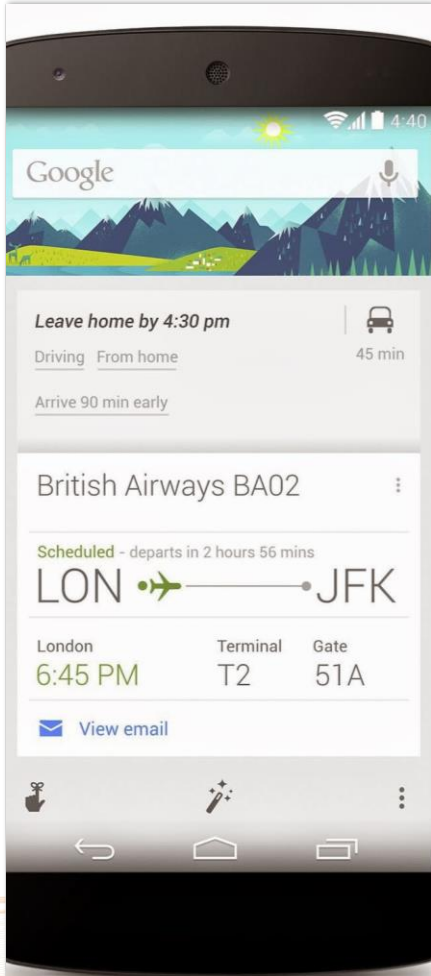 4:40
Google
Leave home by 4:30 pm
Driving From home
45 min
Arrive 90 min early
British Airways BA02
Scheduled - departs in 2 hours 56 mins
LON JFK
London Terminal Gate
6:45 PM T2 51A
View email